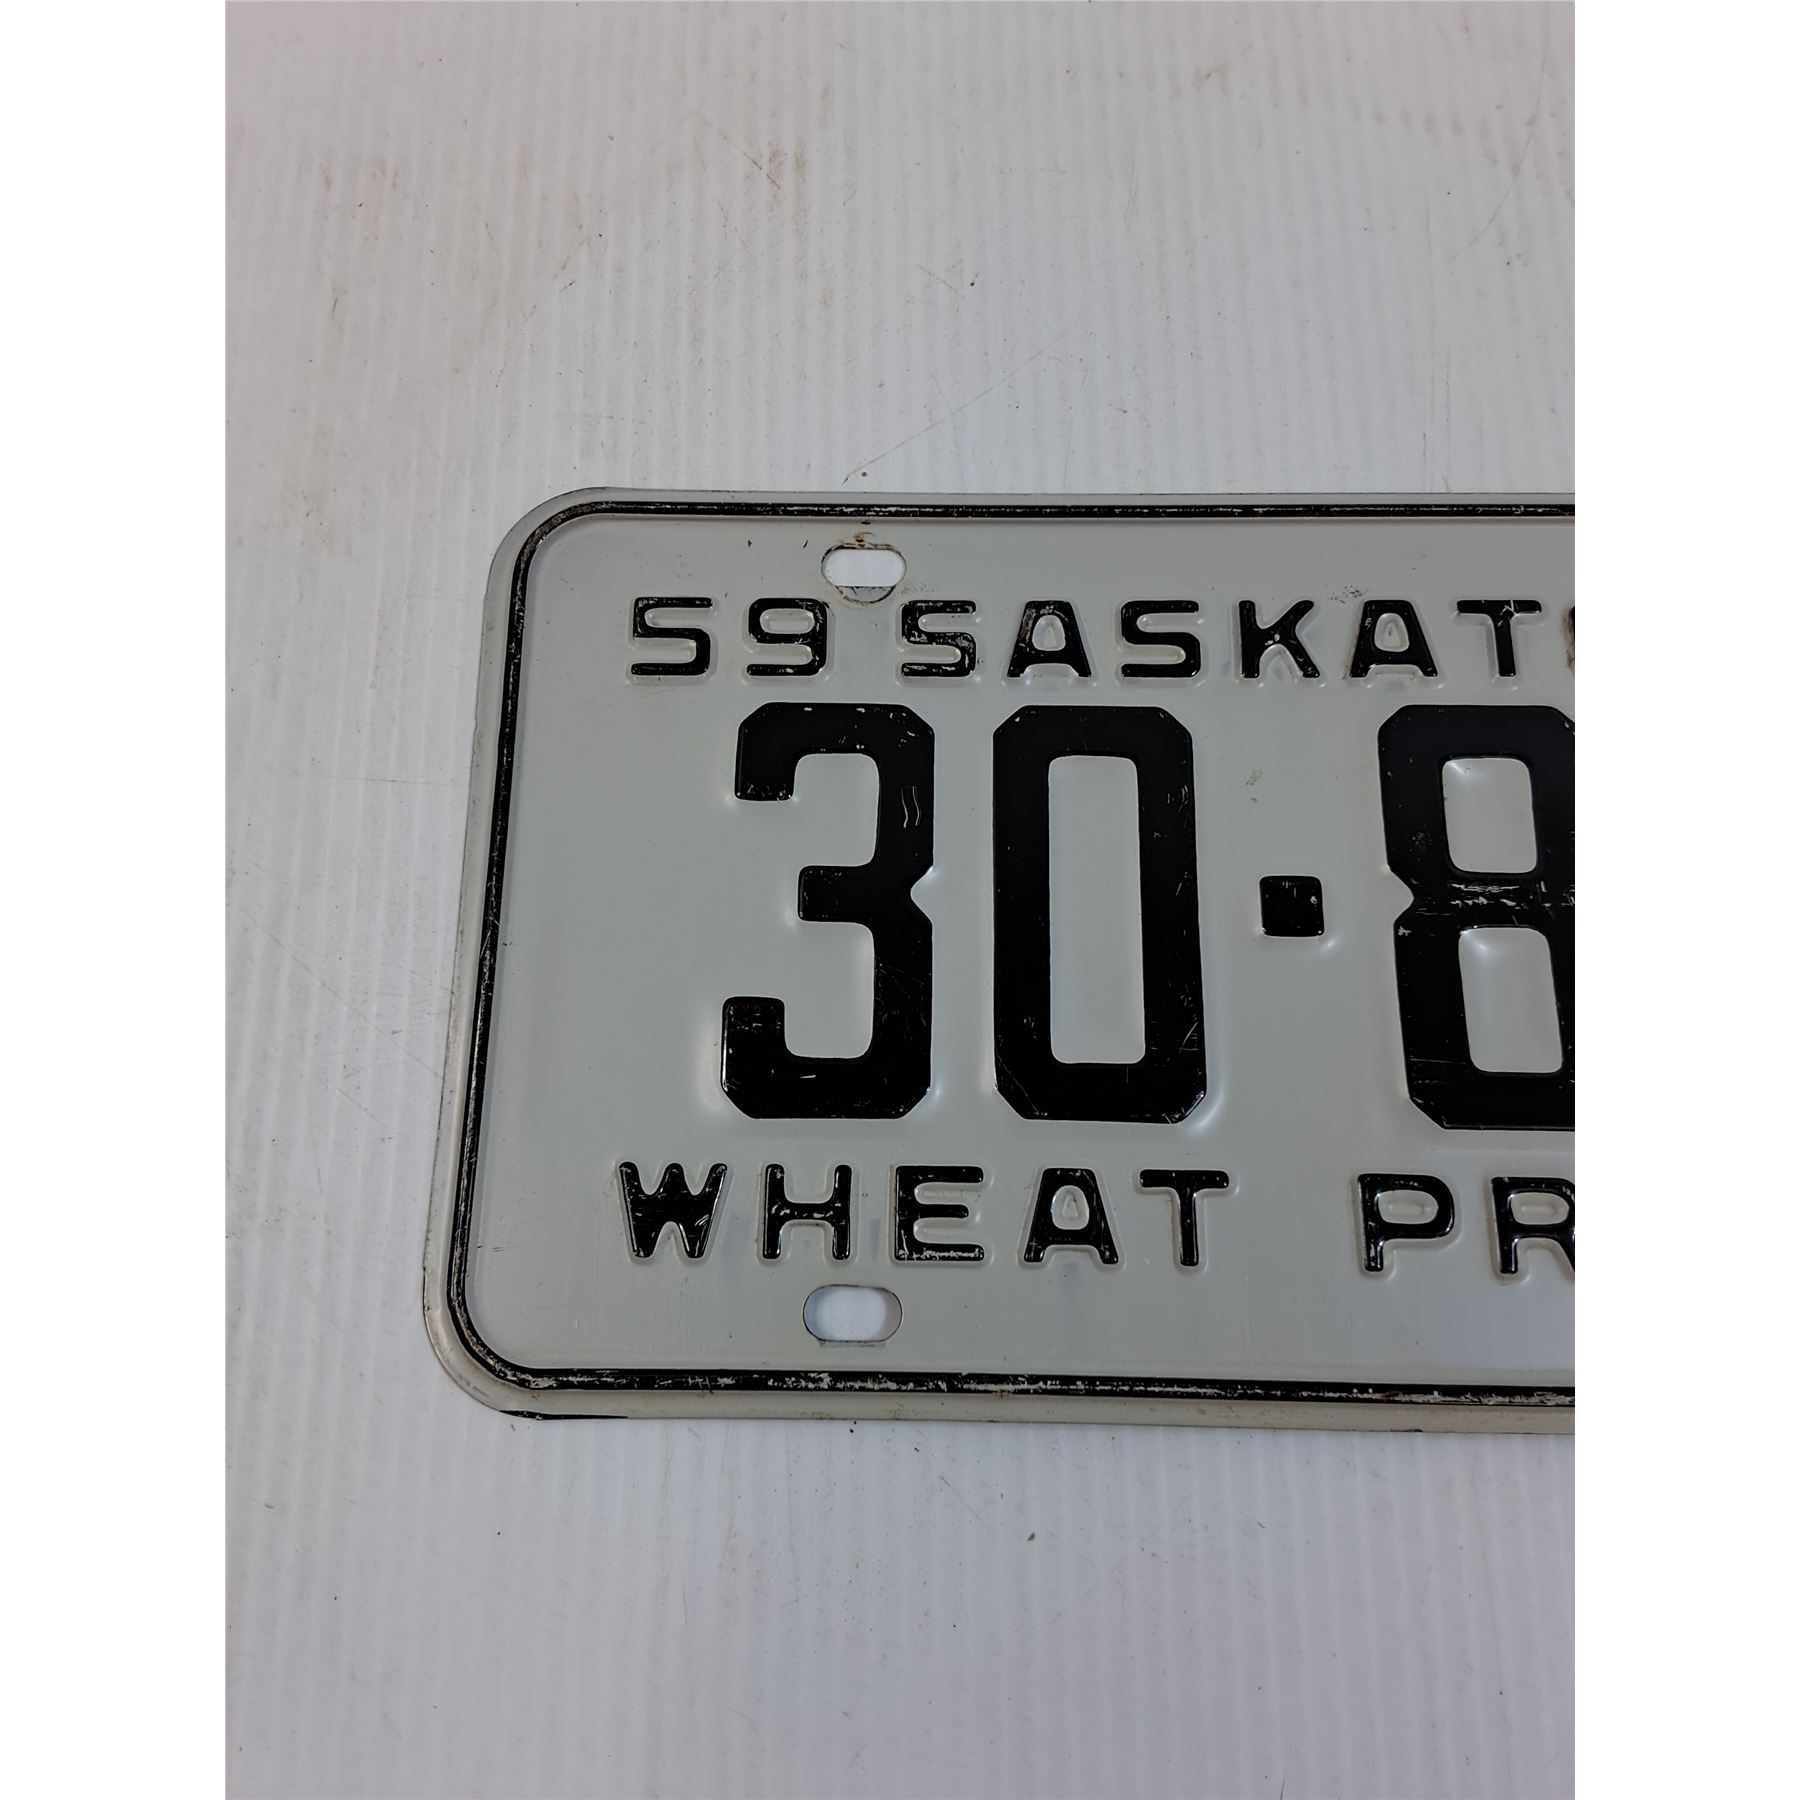 59 SASKAT
30·8
WHEAT PR